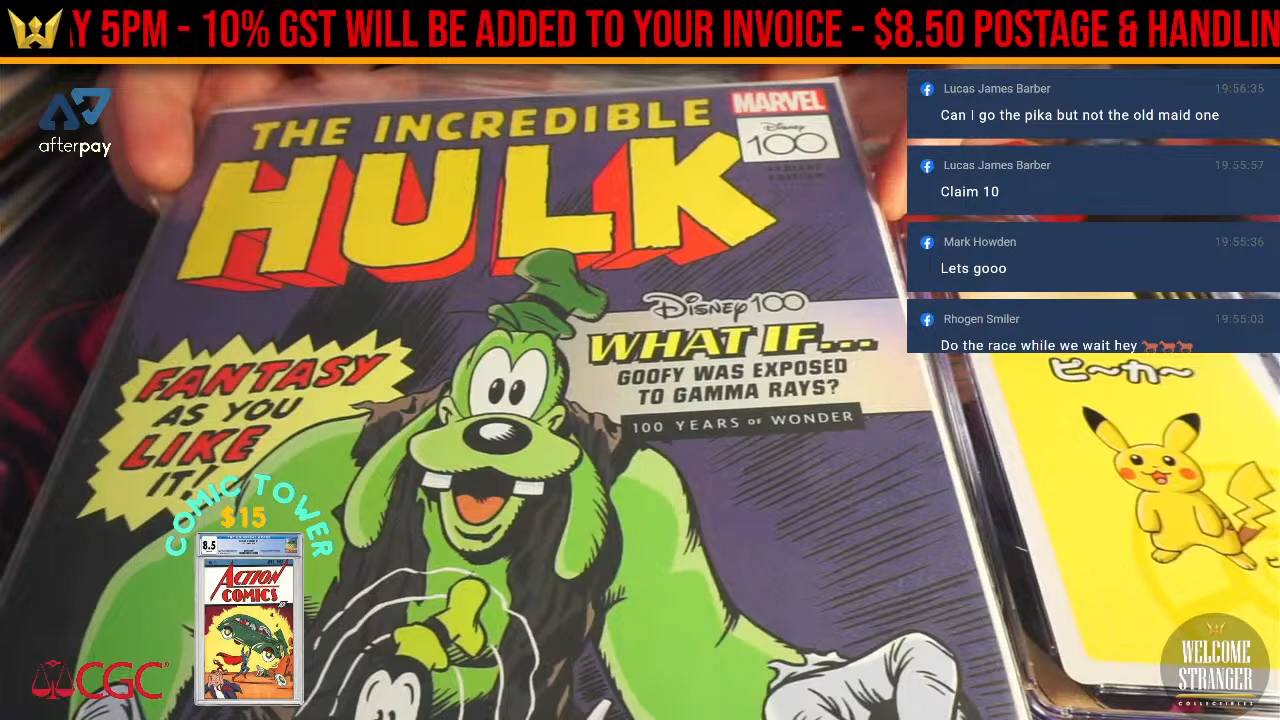 Y 5PM - 10% GST WILL BE ADDED TO YOUR INVOICE - $8.50 POSTAGE & HANDLIN
afterpay
THE INCREDIBLE
HULK
MARVEL
Disney
100
VARIANT
EDITION
Disney 100
WHAT IF...
GOOFY WAS EXPOSED
TO GAMMA RAYS?
100 YEARS OF WONDER
FANTASY
AS YOU
LIKE
IT!
COMIC TOWER
$15
8.5
ACTION
COMICS
CGC
Lucas James Barber 19:56:35
Can I go the pika but not the old maid one
Lucas James Barber 19:55:57
Claim 10
Mark Howden 19:55:36
Lets gooo
Rhogen Smiler 19:55:03
Do the race while we wait hey
ピ〜カ〜
WELCOME
STRANGER
COLLECTIBLES